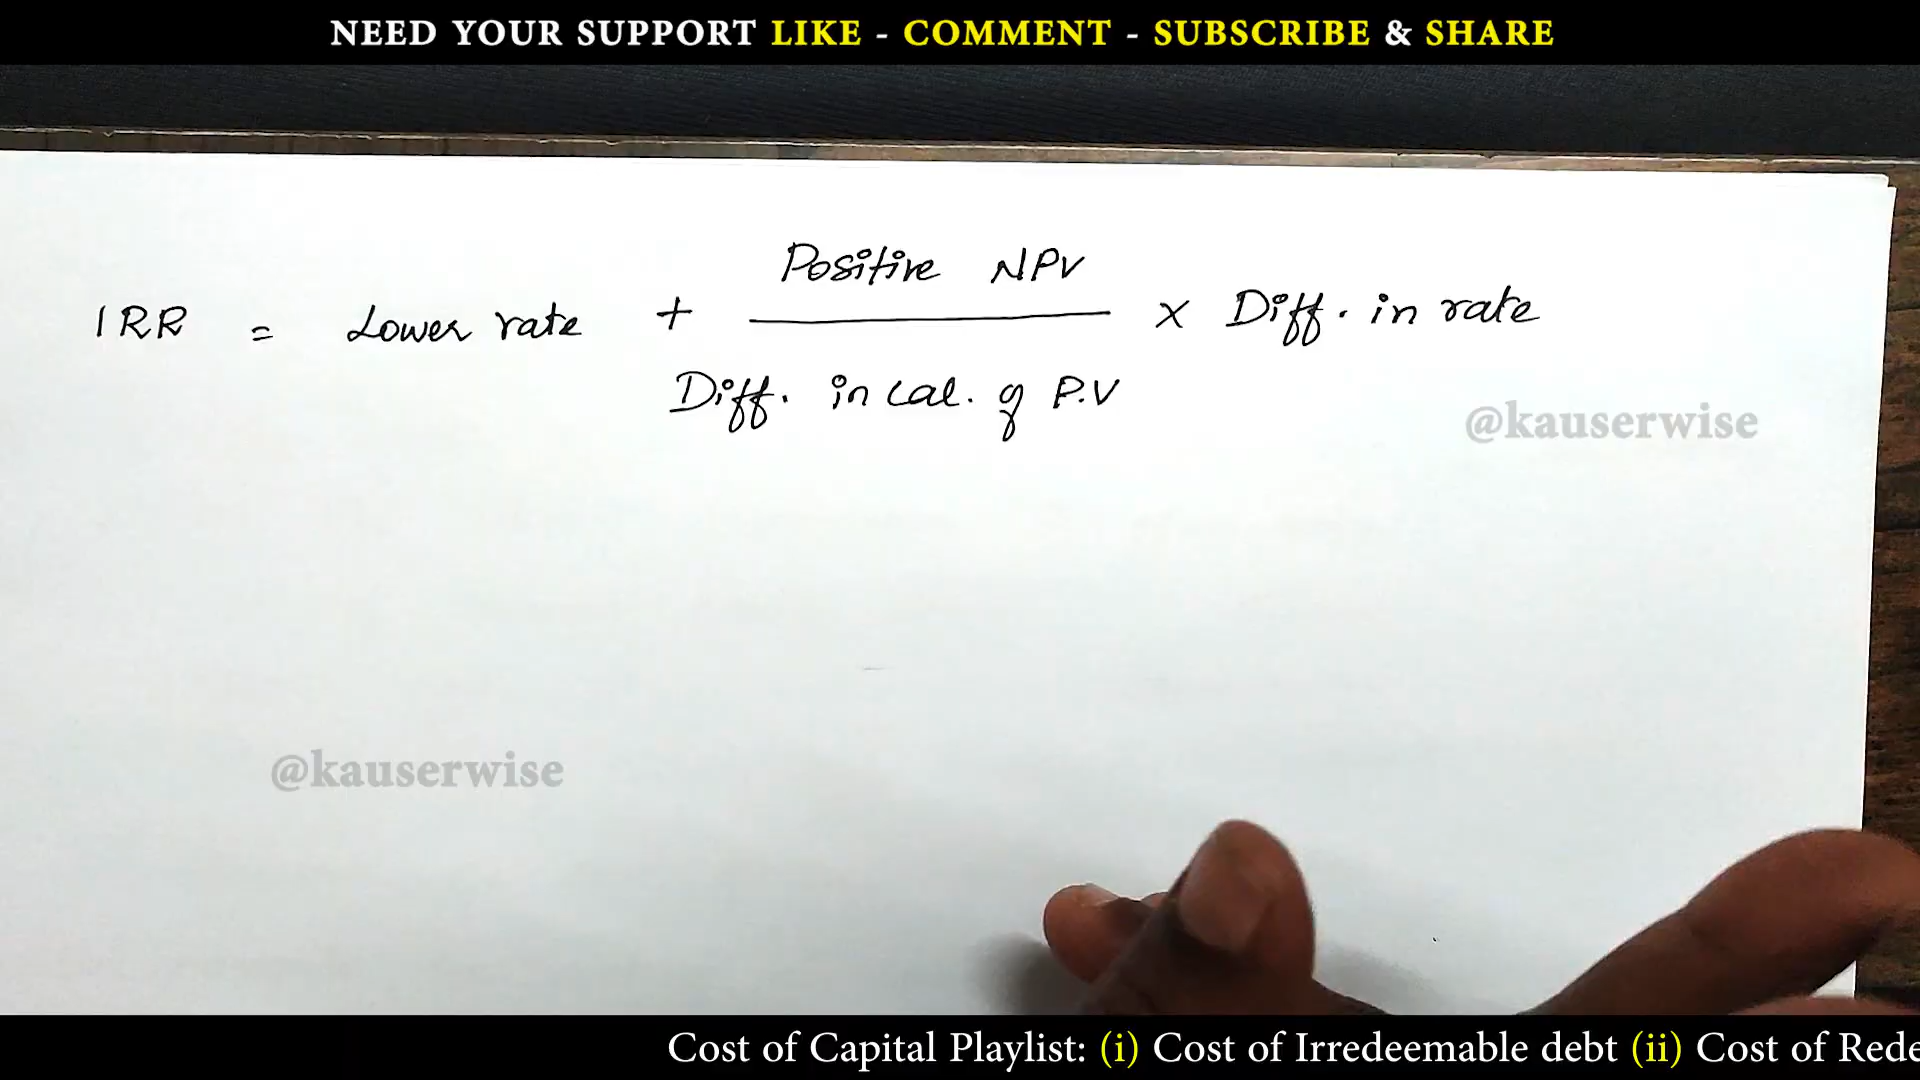 NEED YOUR SUPPORT LIKE - COMMENT - SUBSCRIBE & SHARE
Positive NPV
IRR = Lower rate + × Diff. in rate
Diff. in cal. of P.V
@kauserwise
@kauserwise
Cost of Capital Playlist: (i) Cost of Irredeemable debt (ii) Cost of Rede